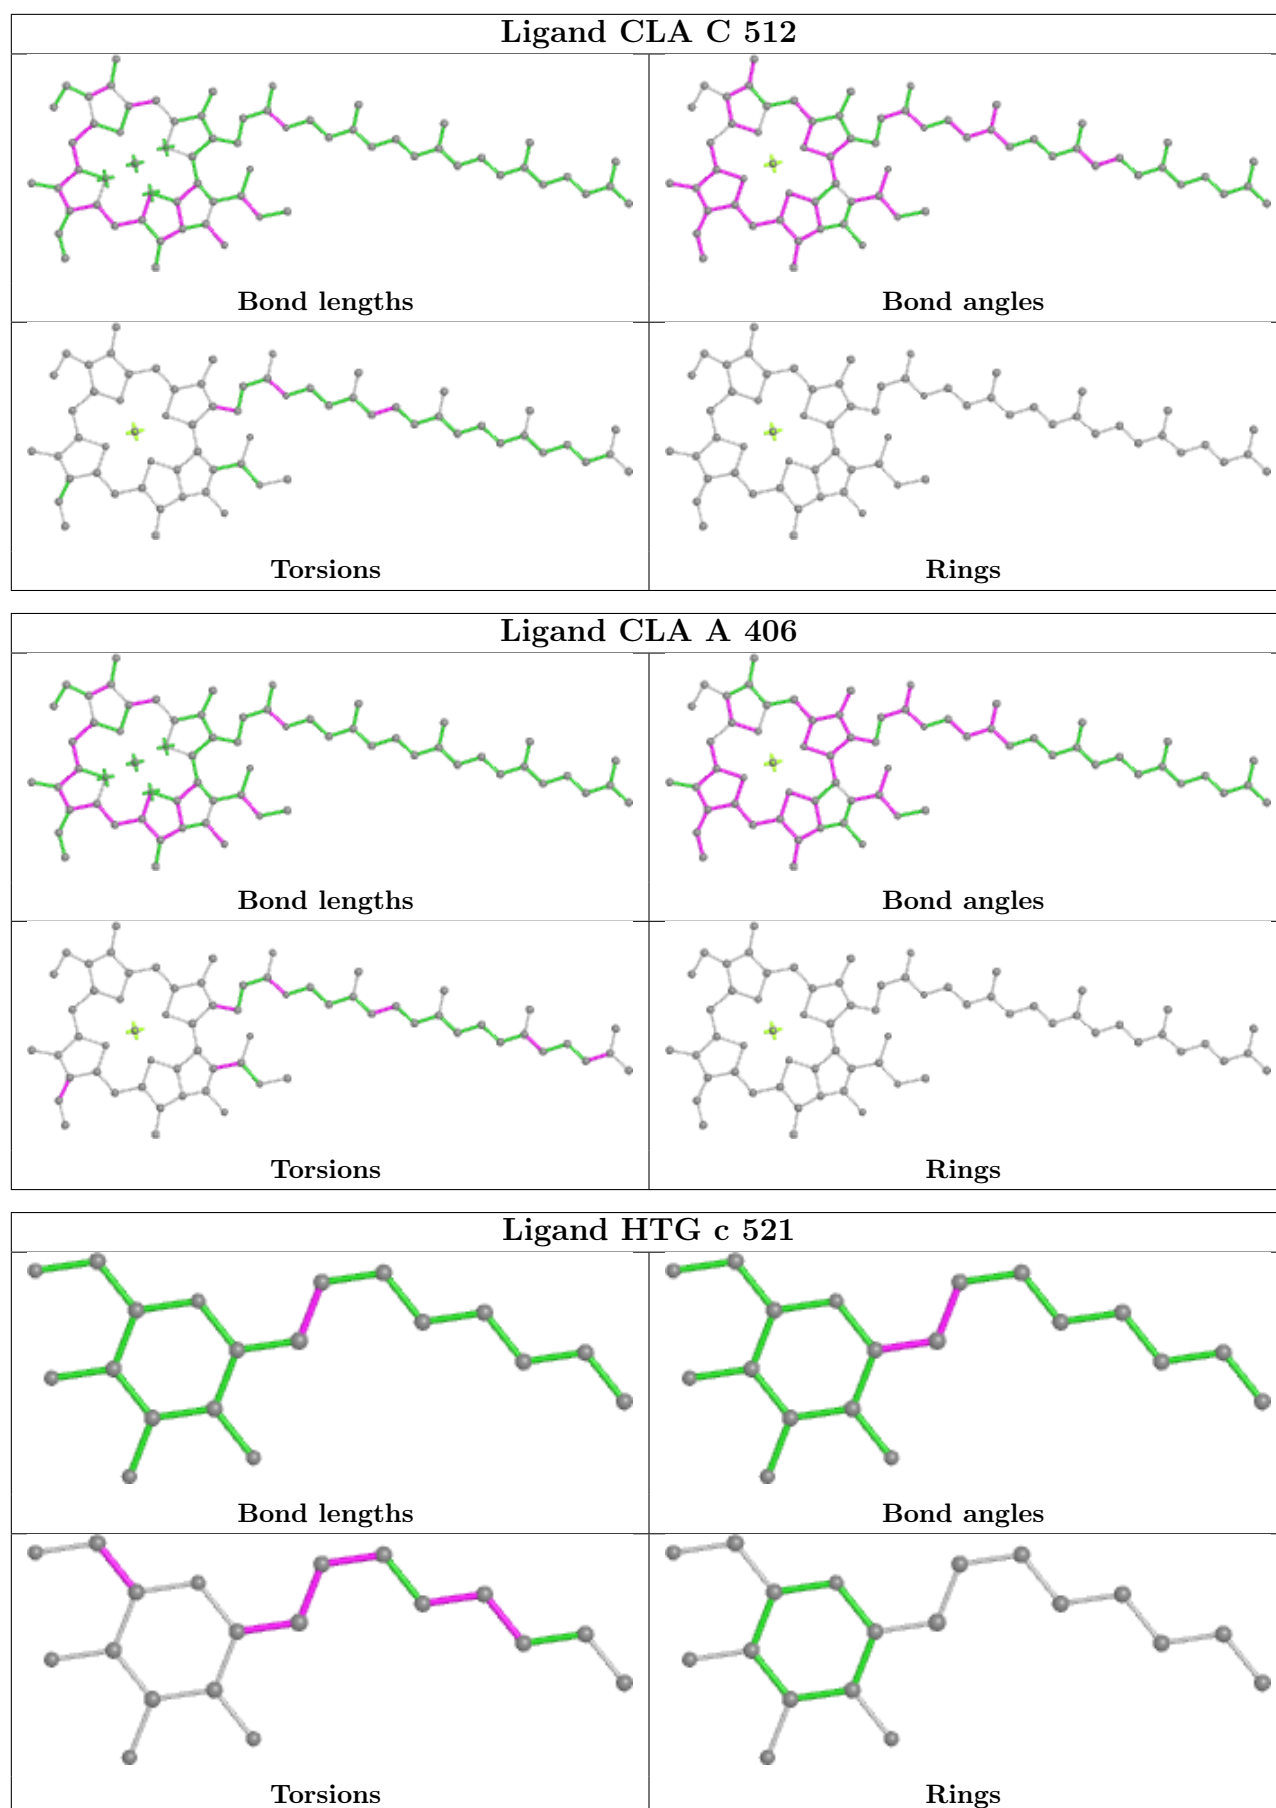 Ligand CLA C 512
Bond lengths
Bond angles
Torsions
Rings
Ligand CLA A 406
Bond lengths
Bond angles
Torsions
Rings
Ligand HTG c 521
Bond lengths
Bond angles
Torsions
Rings